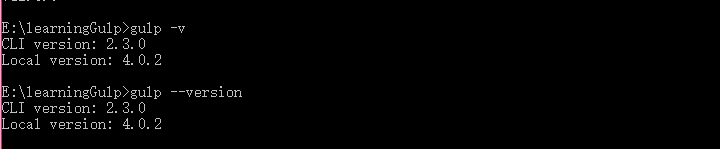 E:\learningGulp>gulp -v
CLI version: 2.3.0
Local version: 4.0.2
E:\learningGulp>gulp --version
CLI version: 2.3.0
Local version: 4.0.2